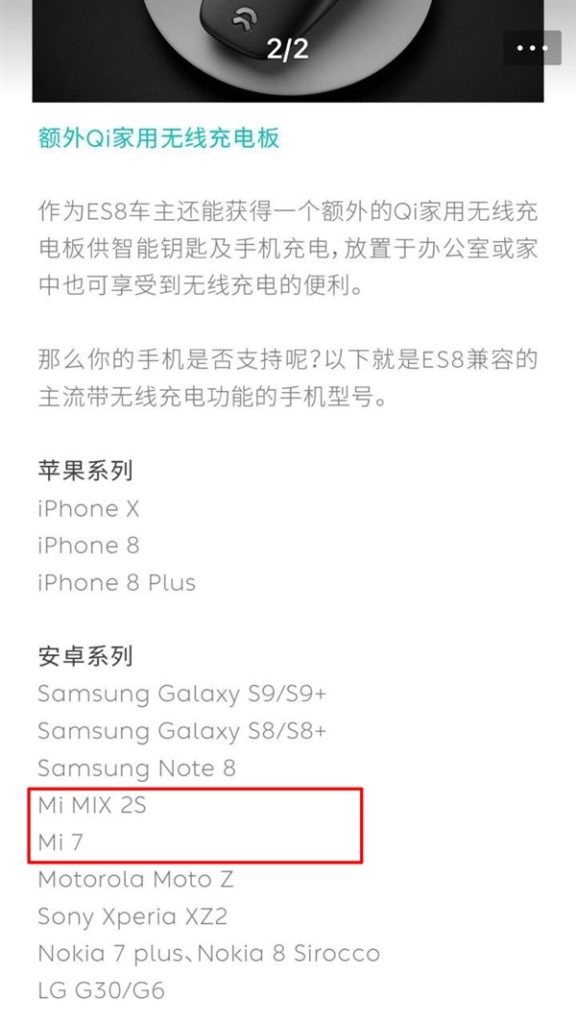 2/2
额外Qi家用无线充电板
作为ES8车主还能获得一个额外的Qi家用无线充
电板供智能钥匙及手机充电,放置于办公室或家
中也可享受到无线充电的便利。
那么你的手机是否支持呢?以下就是ES8兼容的
主流带无线充电功能的手机型号。
苹果系列
iPhone X
iPhone 8
iPhone 8 Plus
安卓系列
Samsung Galaxy S9/S9+
Samsung Galaxy S8/S8+
Samsung Note 8
Mi MIX 2S
Mi 7
Motorola Moto Z
Sony Xperia XZ2
Nokia 7 plus、Nokia 8 Sirocco
LG G30/G6